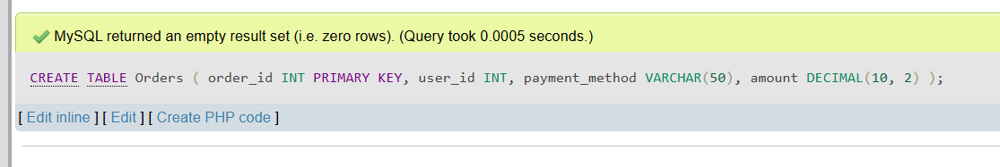 MySQL returned an empty result set (i.e. zero rows). (Query took 0.0005 seconds.)
CREATE TABLE Orders ( order_id INT PRIMARY KEY, user_id INT, payment_method VARCHAR(50), amount DECIMAL(10, 2) );
[ Edit inline ] [ Edit ] [ Create PHP code ]